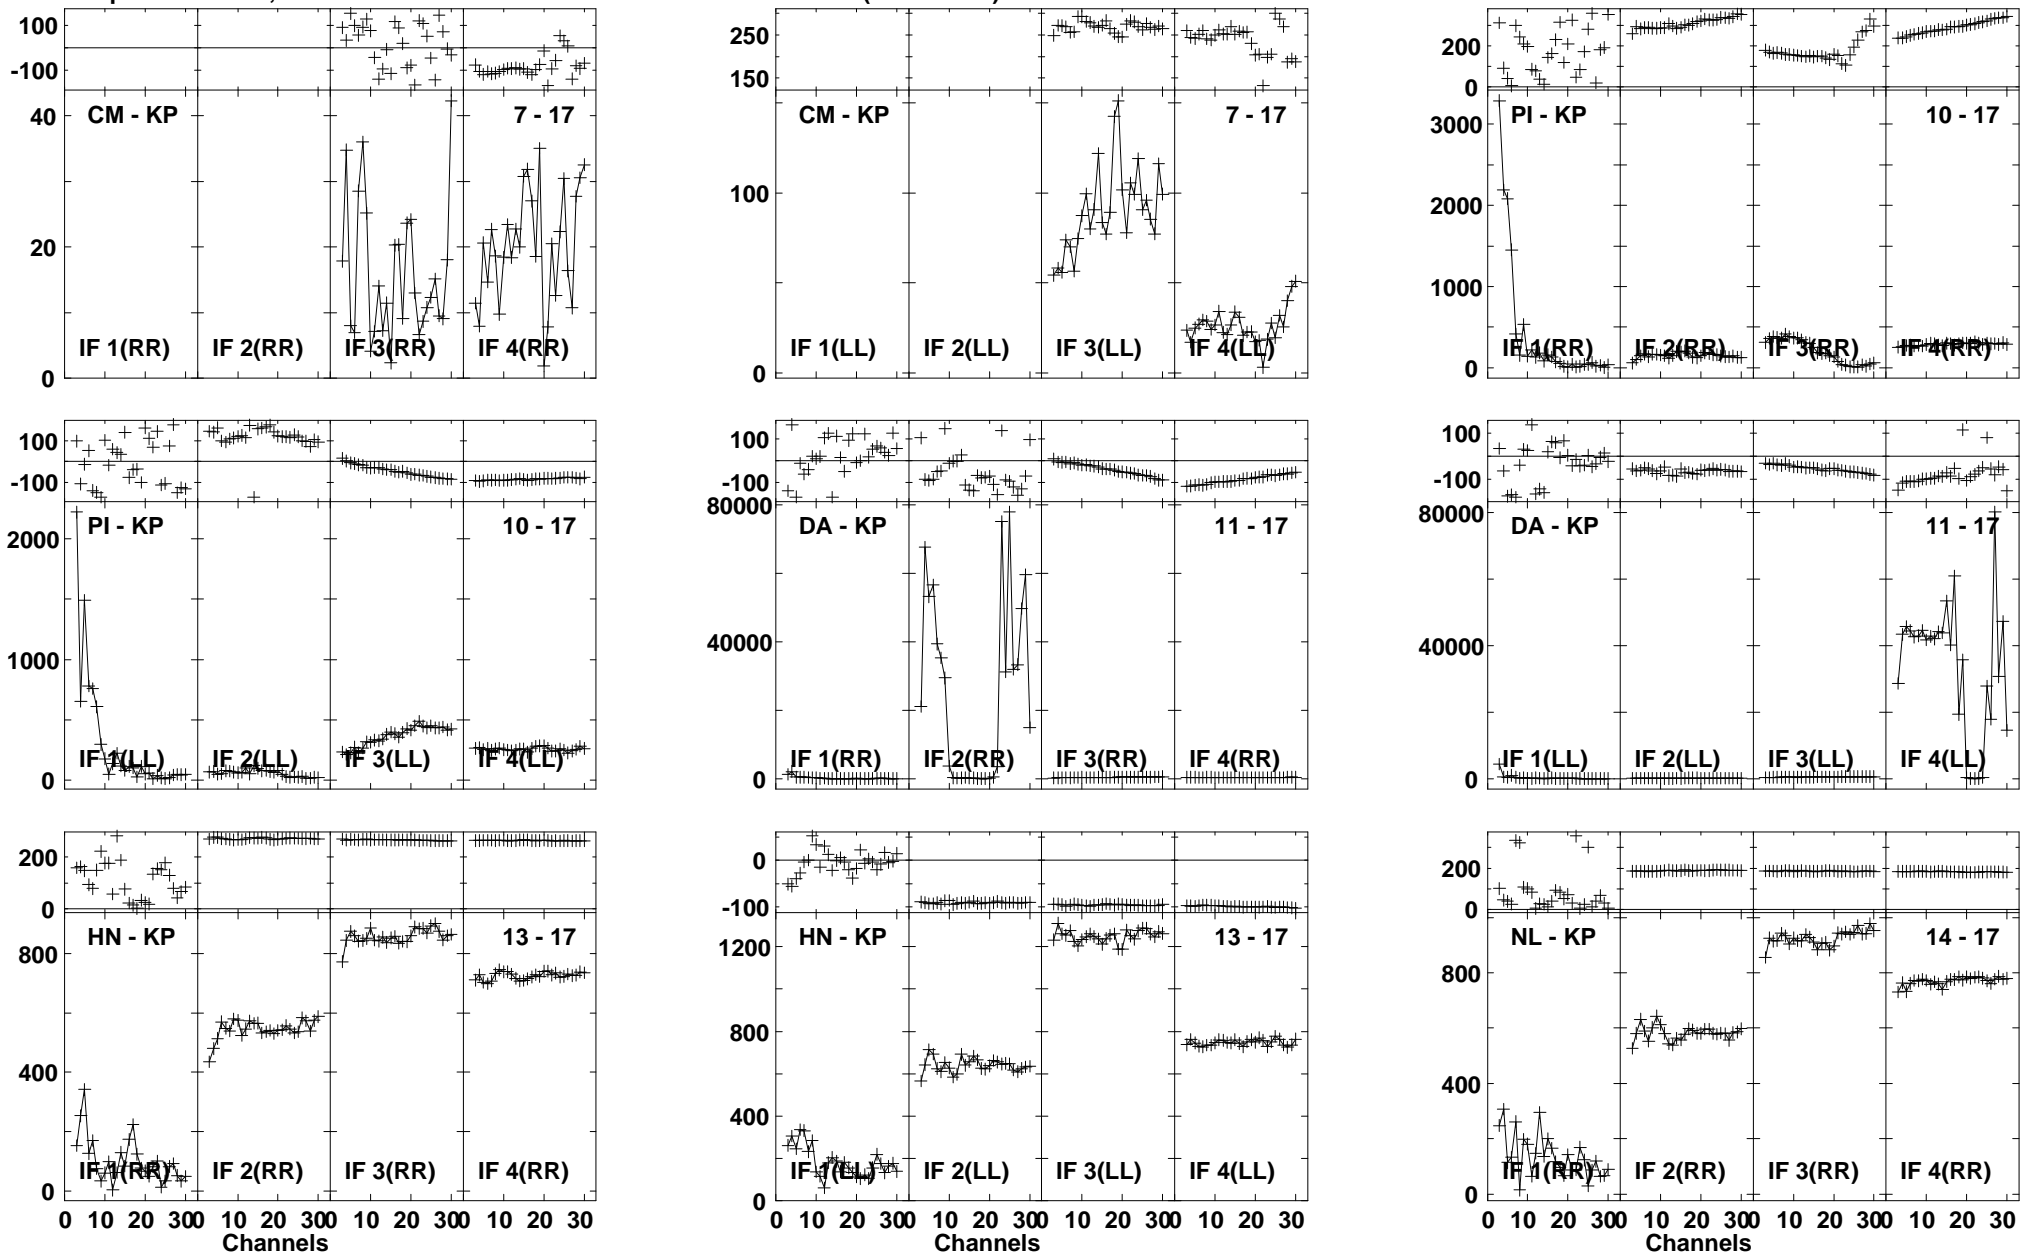 100 -100 250 150 200 0
CM - KP 7 - 17 CM - KP 7 - 17 PI - KP 10 - 17
40 20 0
100 0
3000 2000 1000 0
IF 1(RR) IF 2(RR) IF 3(RR) IF 4(RR) IF 1(LL) IF 2(LL) IF 3(LL) IF 4(LL) IF 1(RR) IF 2(RR) IF 3(RR) IF 4(RR)
100 -100 100 -100 100 -100
PI - KP 10 - 17 DA - KP 11 - 17 DA - KP 11 - 17
2000 1000 0
80000 40000 0
80000 40000 0
IF 1(LL) IF 2(LL) IF 3(LL) IF 4(LL) IF 1(RR) IF 2(RR) IF 3(RR) IF 4(RR) IF 1(LL) IF 2(LL) IF 3(LL) IF 4(LL)
200 0 0 -100 200 0
HN - KP 13 - 17 HN - KP 13 - 17 NL - KP 14 - 17
800 400 0
1200 800 400 0
800 400 0
IF 1(RR) IF 2(RR) IF 3(RR) IF 4(RR) IF 1(LL) IF 2(LL) IF 3(LL) IF 4(LL) IF 1(RR) IF 2(RR) IF 3(RR) IF 4(RR)
0 10 20 30 0 10 20 30 0 10 20 30 0 10 20 30 0 10 20 30 0 10 20 30 0 10 20 30 0 10 20 30 0 10 20 30 0 10 20 30 0 10 20 30 0 10 20 30
Channels Channels Channels